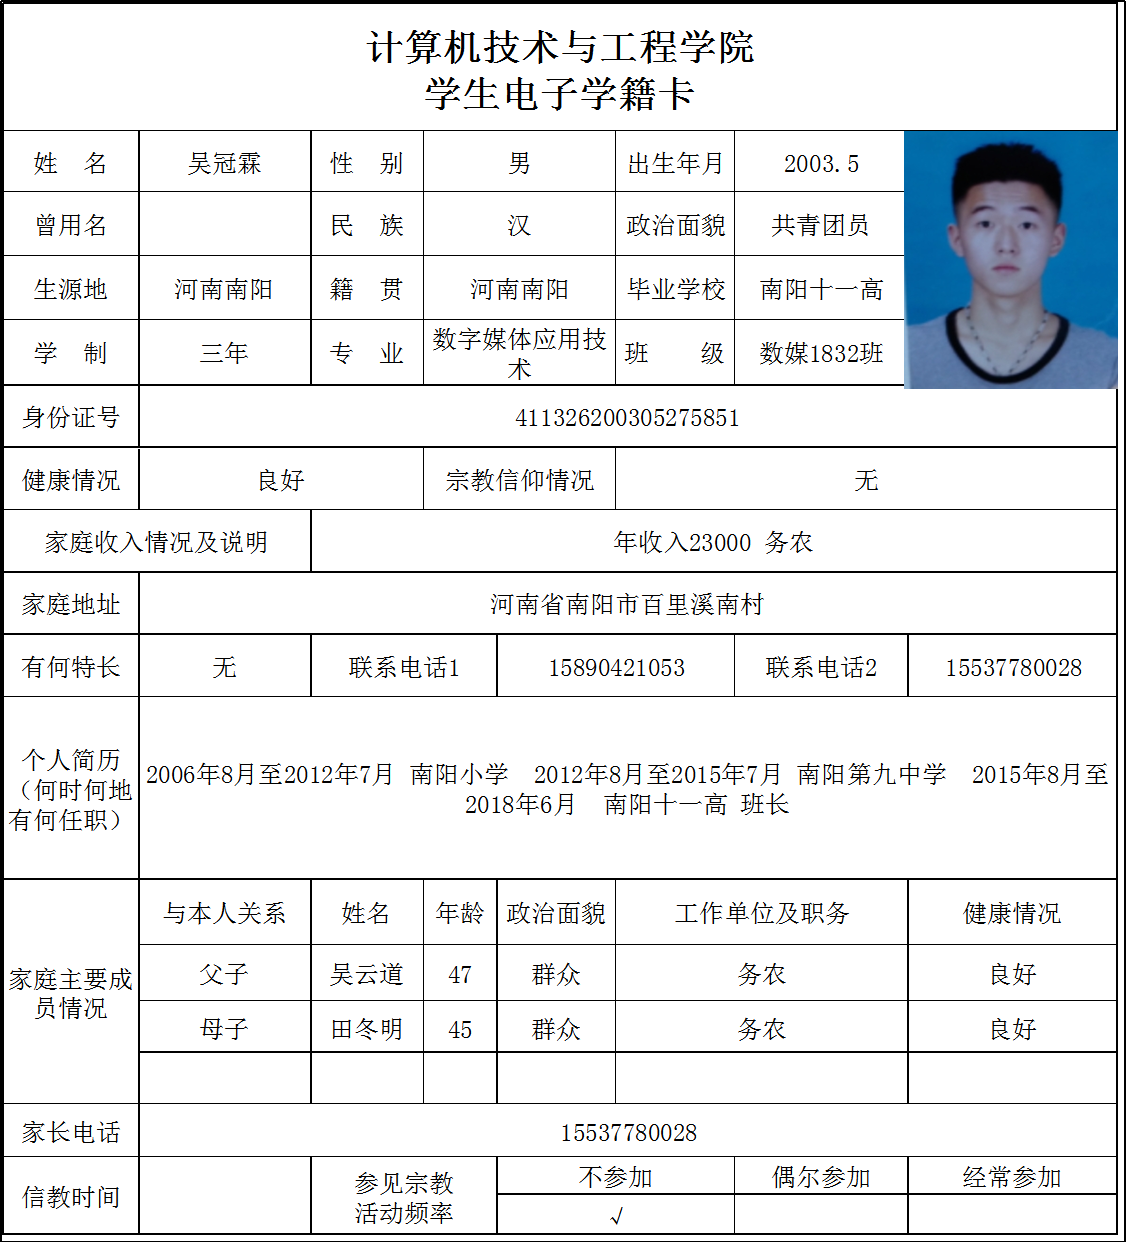 计算机技术与工程学院
学生电子学籍卡
姓 名 吴冠霖 性 别 男 出生年月 2003.5
曾用名 民 族 汉 政治面貌 共青团员
生源地 河南南阳 籍 贯 河南南阳 毕业学校 南阳十一高
学 制 三年 专 业 数字媒体应用技术 班 级 数媒1832班
身份证号 411326200305275851
健康情况 良好 宗教信仰情况 无
家庭收入情况及说明 年收入23000 务农
家庭地址 河南省南阳市百里溪南村
有何特长 无 联系电话1 15890421053 联系电话2 15537780028
个人简历
（何时何地
有何任职）
2006年8月至2012年7月 南阳小学 2012年8月至2015年7月 南阳第九中学 2015年8月至
2018年6月 南阳十一高 班长
家庭主要成
员情况
与本人关系 姓名 年龄 政治面貌 工作单位及职务 健康情况
父子 吴云道 47 群众 务农 良好
母子 田冬明 45 群众 务农 良好
家长电话 15537780028
信教时间 参见宗教
活动频率
不参加 偶尔参加 经常参加
√